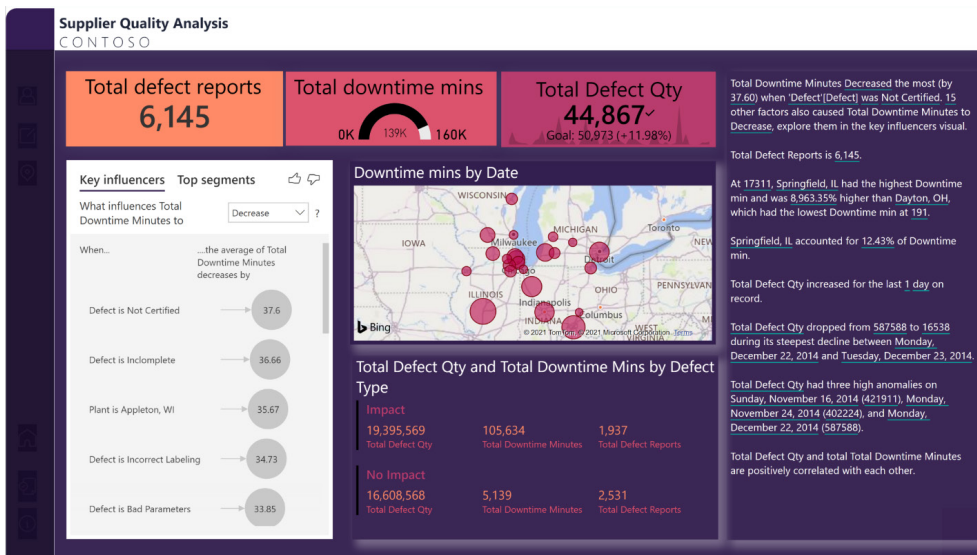 Supplier Quality Analysis
CONTOSO
Total defect reports
6,145
Total downtime mins
0K
139K
160K
Total Defect Qty
44,867
Goal: 50,973 (+11.98%)
Key influencers Top segments
What influences Total
Downtime Minutes to
Decrease
?
When...
....the average of Total
Downtime Minutes
decreases by
Defect is Not Certified
37.6
Defect is Inclomplete
36.66
Plant is Appleton, WI
35.67
Defect is Incorrect Labeling
34.73
Defect is Bad Parameters
33.85
Downtime mins by Date
WISCONSIN
MICHIGAN
Toronto
IOWA
Milwaukee
NEW
Detroit
PENNSYLVAN
ILLINOIS
OHIO
Indianapolis
INDIANA
Columbus
WEST
VIRGINIA
Bing
© 2021 TomTom, © 2021 Microsoft Corporation Terms
Total Defect Qty and Total Downtime Mins by Defect
Type
Impact
19,395,569 105,634 1,937
Total Defect Qty Total Downtime Minutes Total Defect Reports
No Impact
16,608,568 5,139 2,531
Total Defect Qty Total Downtime Minutes Total Defect Reports
Total Downtime Minutes Decreased the most (by
37.60) when 'Defect'[Defect] was Not Certified. 15
other factors also caused Total Downtime Minutes to
Decrease, explore them in the key influencers visual.
Total Defect Reports is 6,145.
At 17311, Springfield, IL had the highest Downtime
min and was 8,963.35% higher than Dayton, OH,
which had the lowest Downtime min at 191.
Springfield, IL accounted for 12.43% of Downtime
min.
Total Defect Qty increased for the last 1 day on
record.
Total Defect Qty dropped from 587588 to 16538
during its steepest decline between Monday,
December 22, 2014 and Tuesday, December 23, 2014.
Total Defect Qty had three high anomalies on
Sunday, November 16, 2014 (421911), Monday,
November 24, 2014 (402224), and Monday,
December 22, 2014 (587588).
Total Defect Qty and total Total Downtime Minutes
are positively correlated with each other.